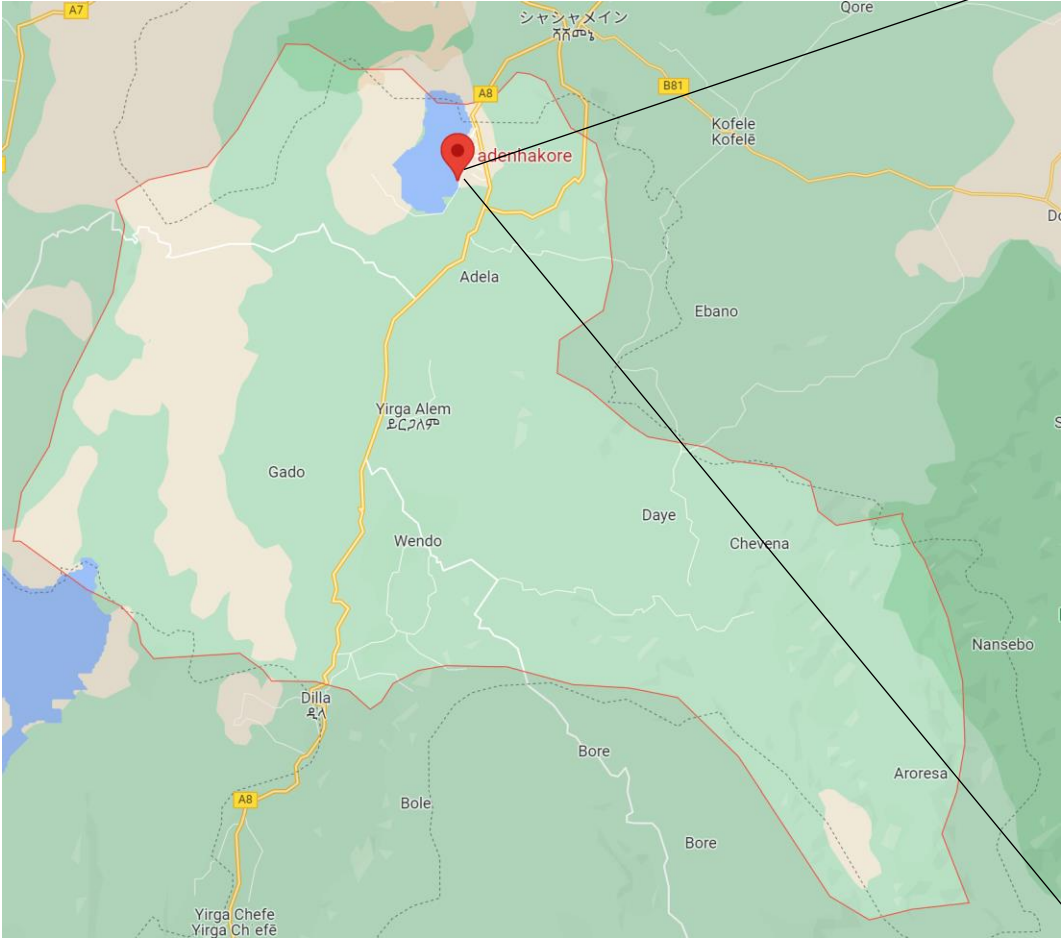 A7
シャシャメイン
ሻሸመኔ
Qore
A8
B81
Kofele
Kofelē
adenhakore
Adela
Ebano
Yirga Alem
ይርጋለም
Gado
Daye
Wendo
Chevena
Nansebo
Dilla
ዲላ
Bore
Aroresa
A8
Bole
Bore
Yirga Chefe
Yirga Ch'efē